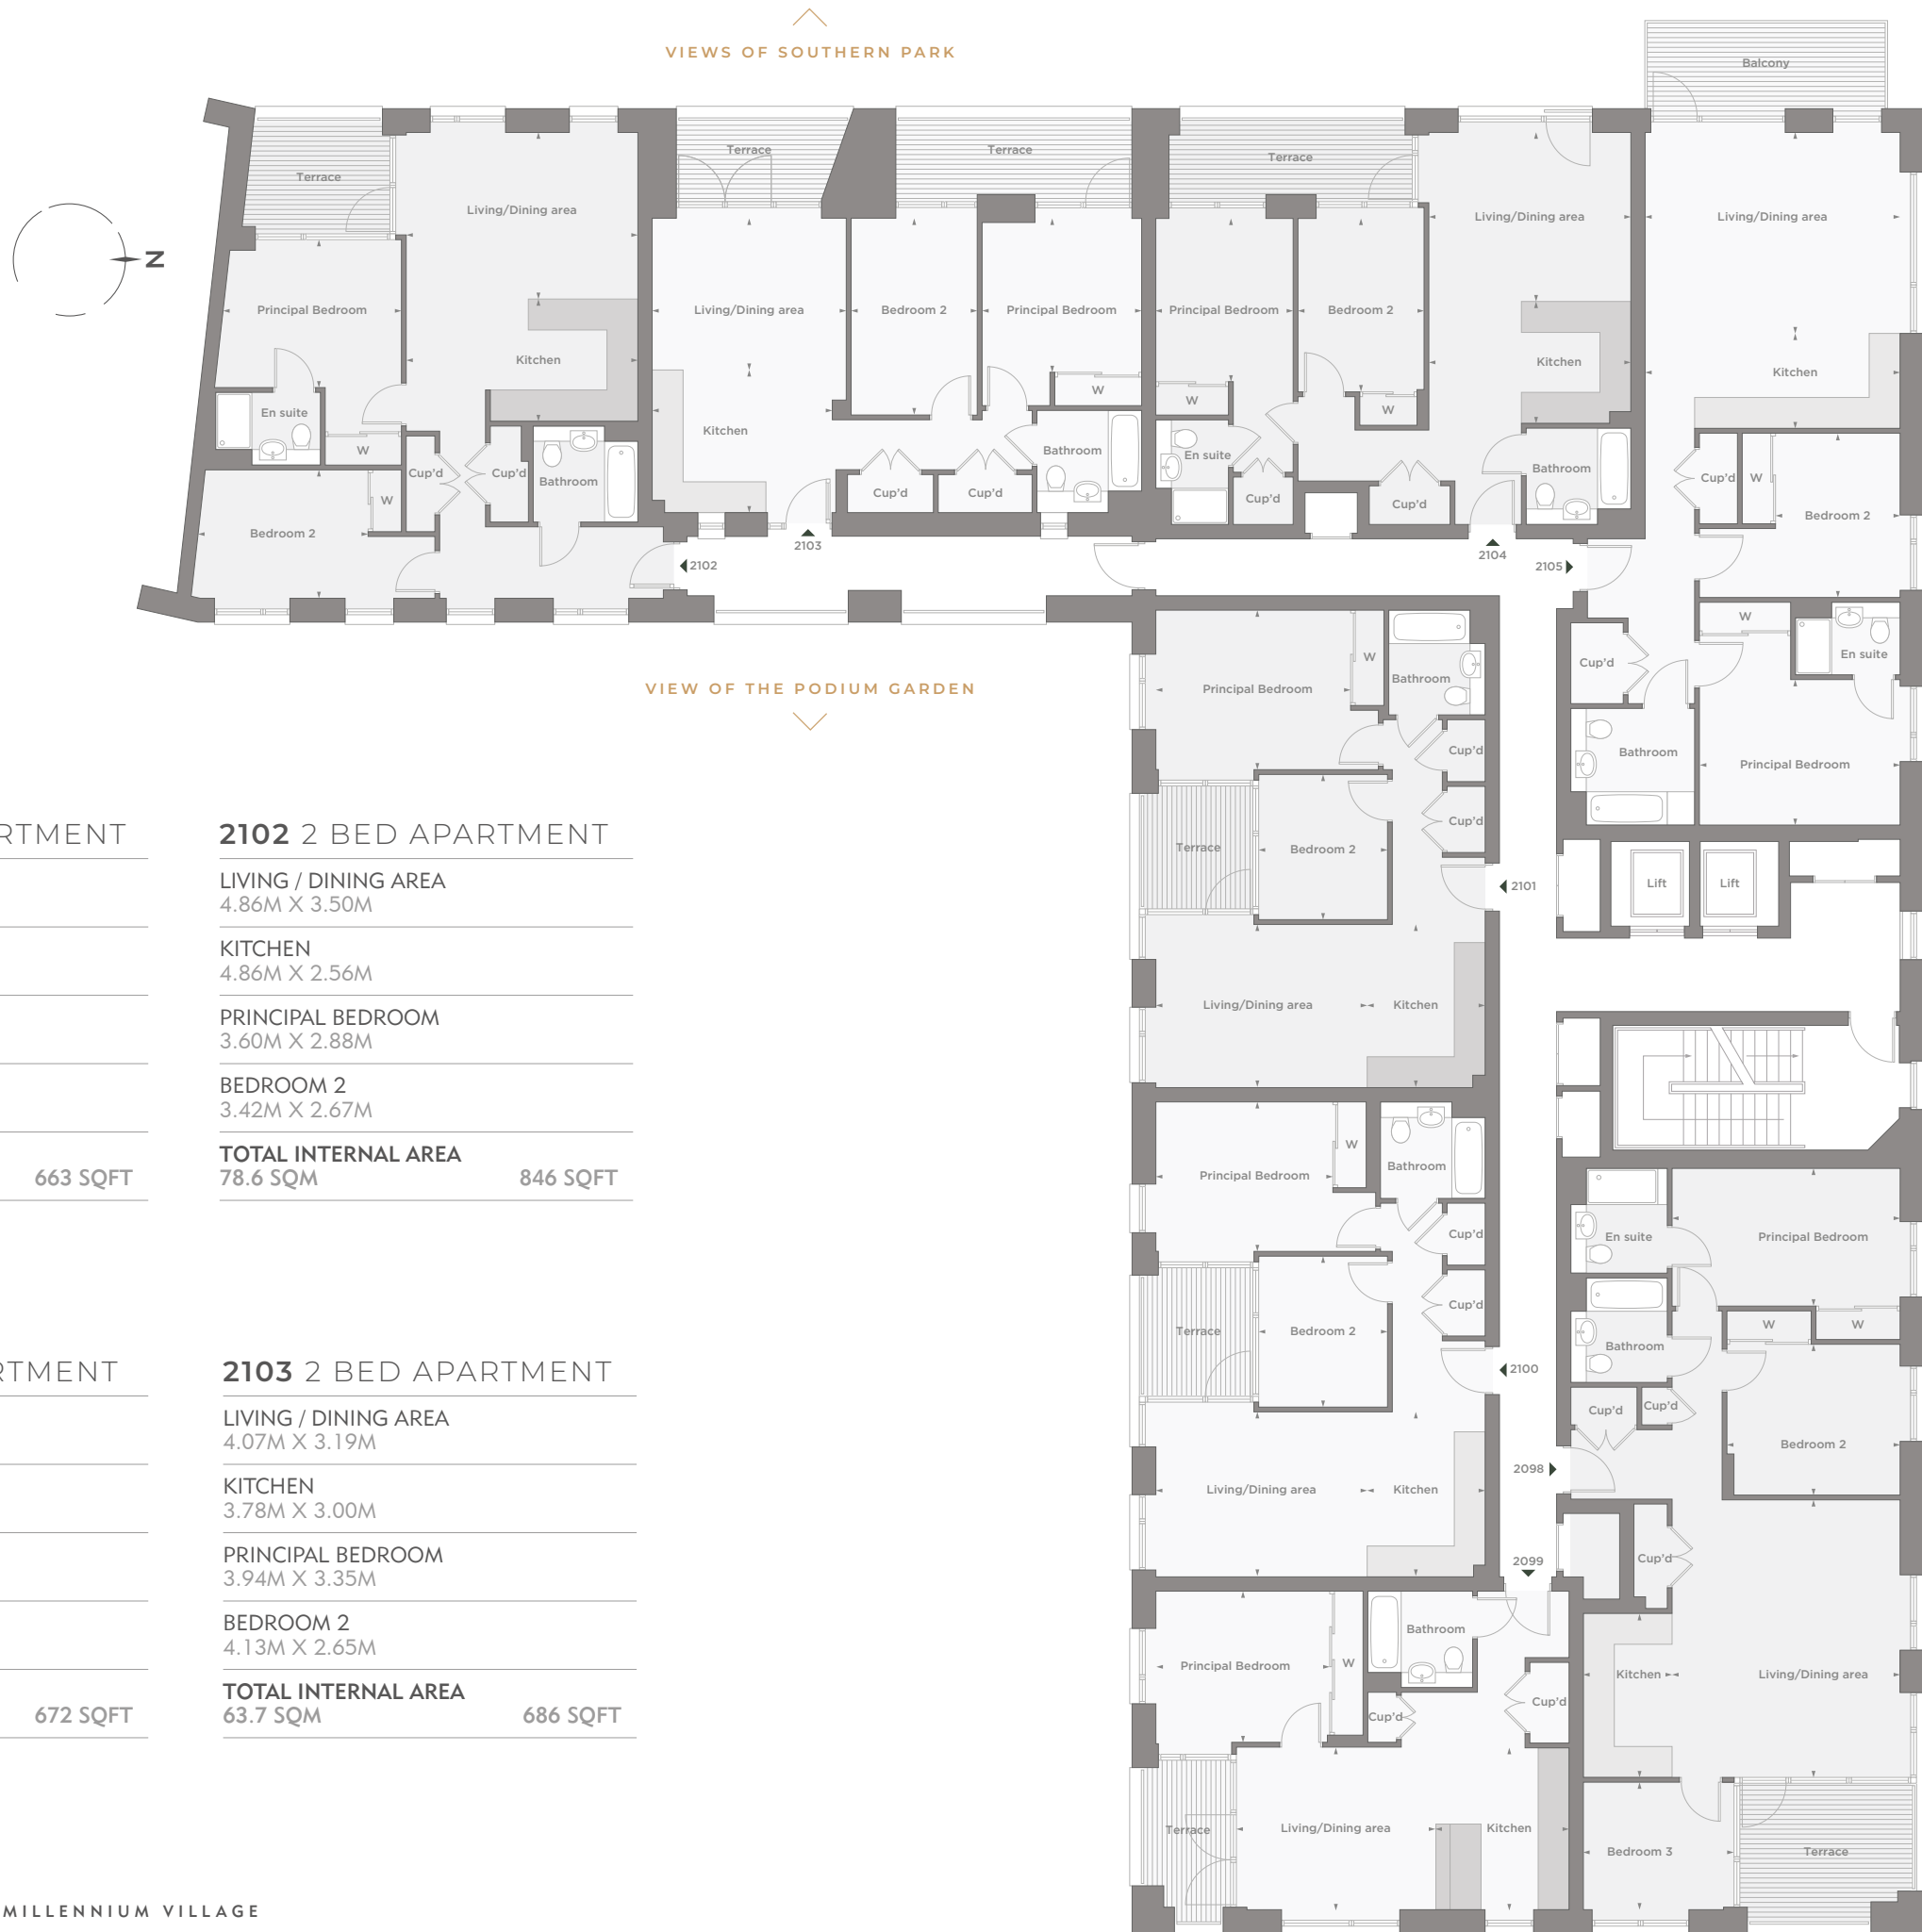 VIEWS OF SOUTHERN PARK
Balcony
Terrace
Terrace
Terrace
Terrace
Living/Dining area
Living/Dining area
Living/Dining area
N
Principal Bedroom
Living/Dining area
Bedroom 2
Principal Bedroom
Principal Bedroom
Bedroom 2
Kitchen
Kitchen
Kitchen
W
W
W
En suite
Kitchen
W
Cup'd
Cup'd
Bathroom
Bathroom
En suite
Bathroom
Cup'd
W
W
Cup'd
Cup'd
Cup'd
Cup'd
Bedroom 2
Bedroom 2
2103
2102
2104
2105
W
W
Cup'd
En suite
Bathroom
Principal Bedroom
VIEW OF THE PODIUM GARDEN
Cup'd
Bathroom
Principal Bedroom
Cup'd
Terrace
Bedroom 2
Lift
Lift
2101
Living/Dining area
Kitchen
W
Principal Bedroom
Bathroom
Cup'd
En suite
Principal Bedroom
Cup'd
Terrace
Bedroom 2
W
W
Bathroom
2100
Cup'd
Cup'd
Bedroom 2
2098
Living/Dining area
Kitchen
2099
Cup'd
Bathroom
Principal Bedroom
W
Kitchen
Living/Dining area
Cup'd
Cup'd
Terrace
Living/Dining area
Kitchen
Bedroom 3
Terrace
RTMENT
663 SQFT
2102 2 BED APARTMENT
LIVING / DINING AREA
4.86M X 3.50M
KITCHEN
4.86M X 2.56M
PRINCIPAL BEDROOM
3.60M X 2.88M
BEDROOM 2
3.42M X 2.67M
TOTAL INTERNAL AREA
78.6 SQM 846 SQFT
RTMENT
672 SQFT
2103 2 BED APARTMENT
LIVING / DINING AREA
4.07M X 3.19M
KITCHEN
3.78M X 3.00M
PRINCIPAL BEDROOM
3.94M X 3.35M
BEDROOM 2
4.13M X 2.65M
TOTAL INTERNAL AREA
63.7 SQM 686 SQFT
MILLENNIUM VILLAGE